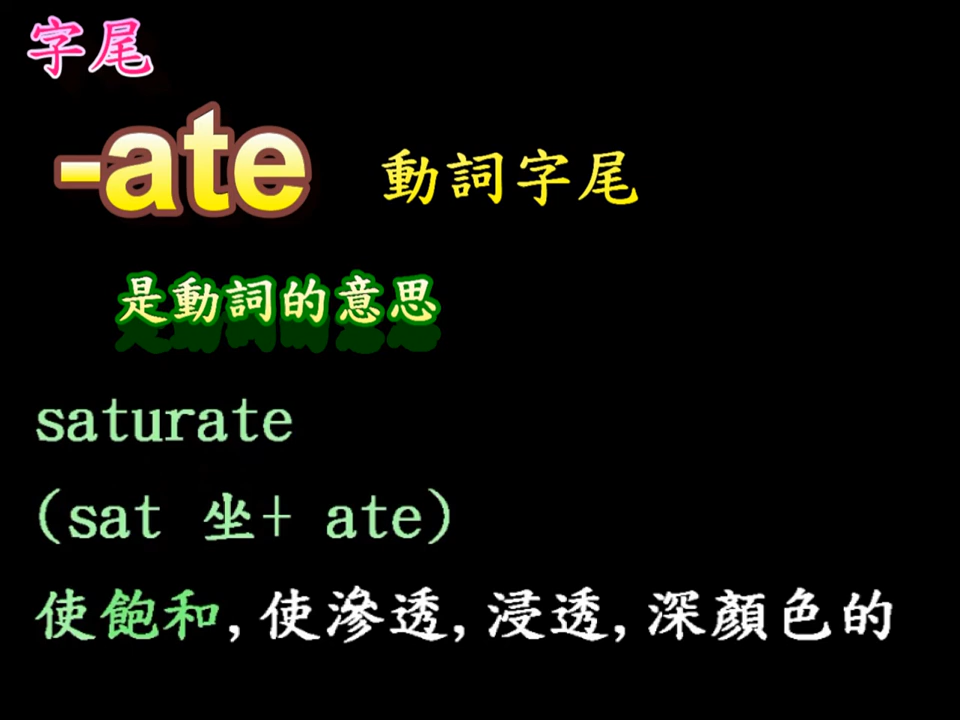 字尾
-ate 動詞字尾
是動詞的意思
saturate
(sat 坐+ ate)
使飽和,使滲透,浸透,深顏色的